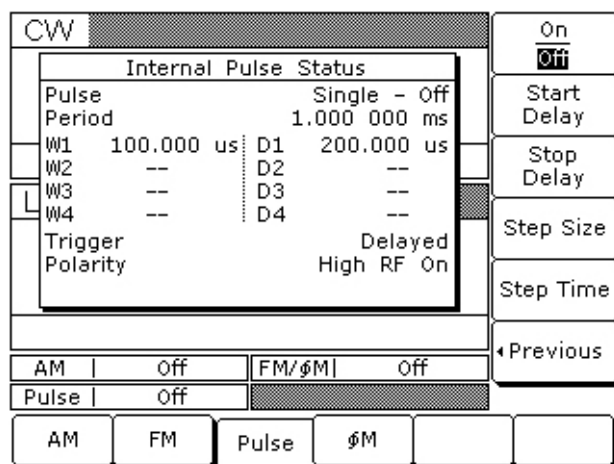 CW
Internal Pulse Status
Pulse Single - Off
Period 1.000 000 ms
W1 100.000 us D1 200.000 us
W2 -- D2 --
W3 -- D3 --
W4 -- D4 --
L
Trigger Delayed
Polarity High RF On
AM | Off FM/∮M| Off
Pulse | Off
On
Off
Start
Delay
Stop
Delay
Step Size
Step Time
◂Previous
AM FM Pulse ∮M